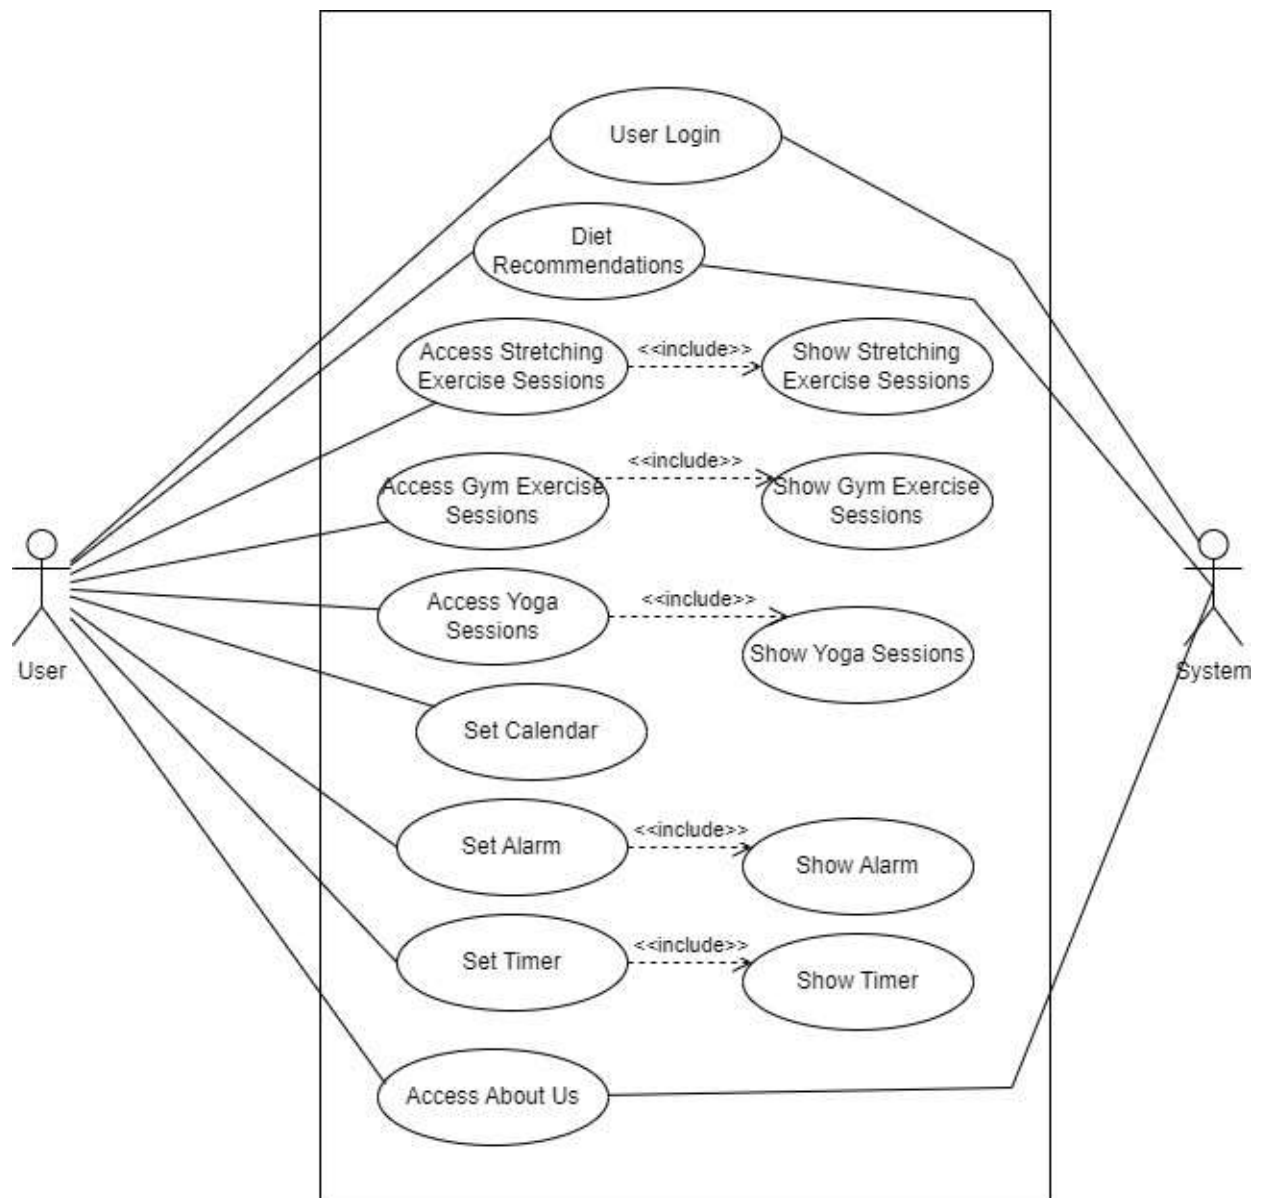 User Login
Diet
Recommendations
Access Stretching
Exercise Sessions
<<include>>
Show Stretching
Exercise Sessions
Access Gym Exercise
Sessions
<<include>>
Show Gym Exercise
Sessions
Access Yoga
Sessions
<<include>>
Show Yoga Sessions
User
System
Set Calendar
Set Alarm
<<include>>
Show Alarm
Set Timer
<<include>>
Show Timer
Access About Us